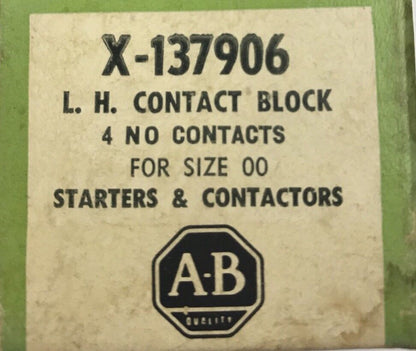 X-137906
L. H. CONTACT BLOCK
4 NO CONTACTS
FOR SIZE 00
STARTERS & CONTACTORS
A-B
QUALITY